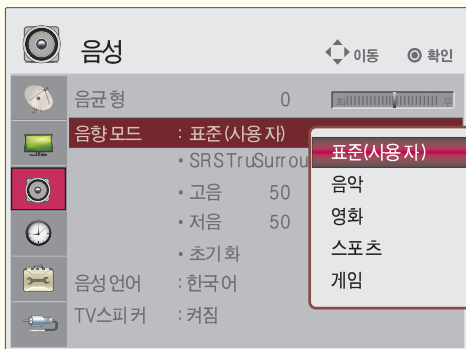 음성
이동 ◉ 확인
음균형 0 좌 우
음향 모드 : 표준(사용자)
• SRS TruSurrou
• 고음 50
• 저음 50
• 초기화
음성언어 : 한국어
TV스피커 : 켜짐
표준(사용자)
음악
영화
스포츠
게임